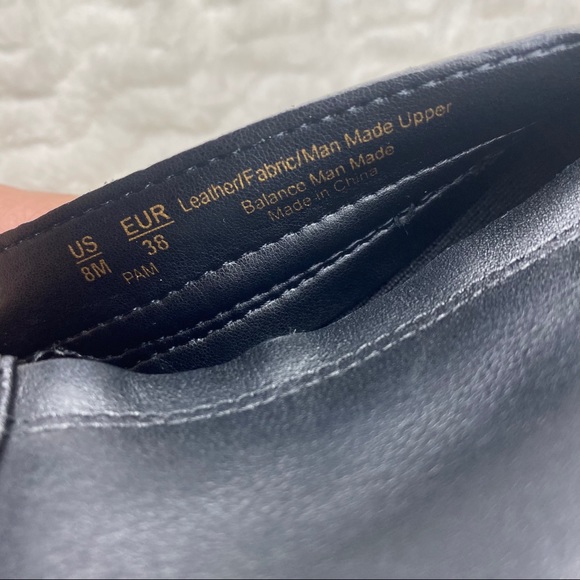 US
8M
EUR
38
PAM
Leather/Fabric/Man Made Upper
Balance Man Made
Made in China